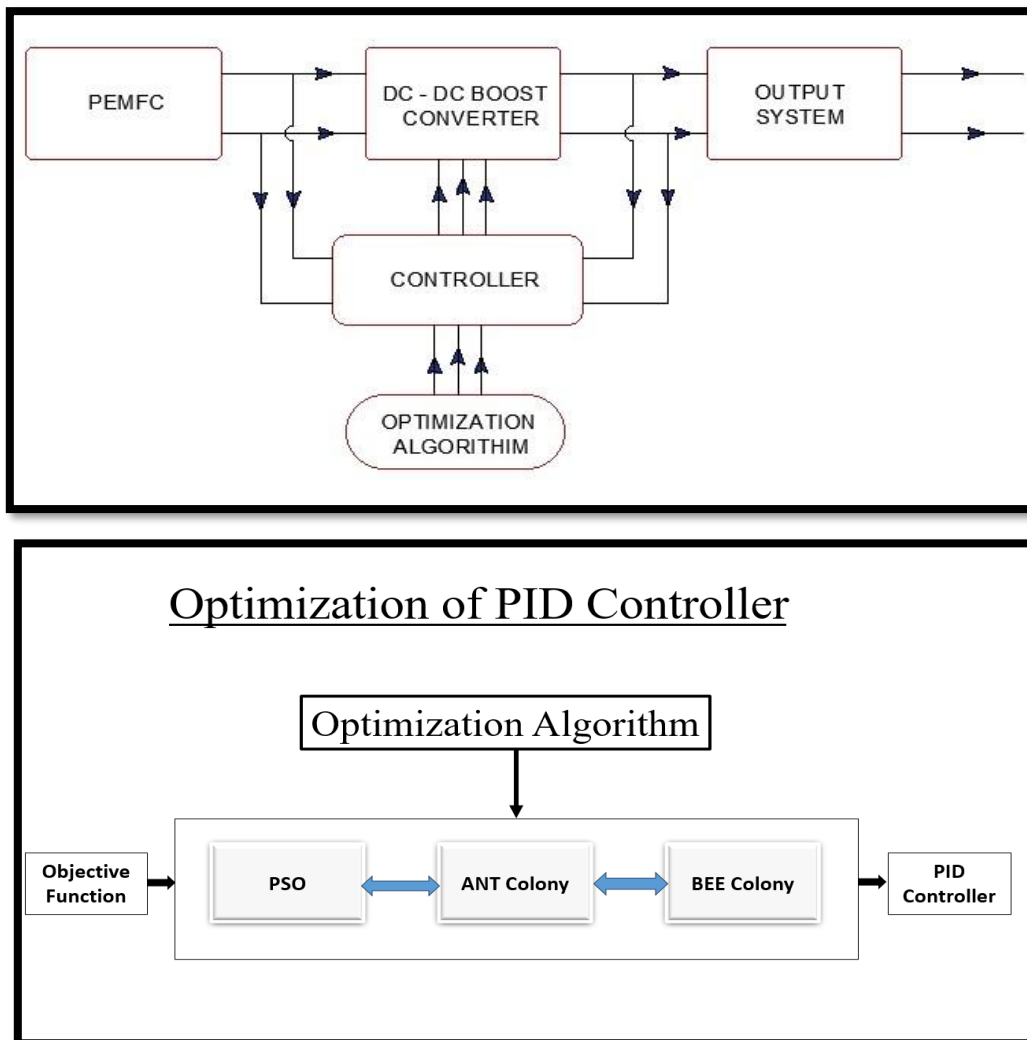 PEMFC
DC - DC BOOST
CONVERTER
OUTPUT
SYSTEM
CONTROLLER
OPTIMIZATION
ALGORITHIM
Optimization of PID Controller
Optimization Algorithm
Objective
Function
PSO
ANT Colony
BEE Colony
PID
Controller